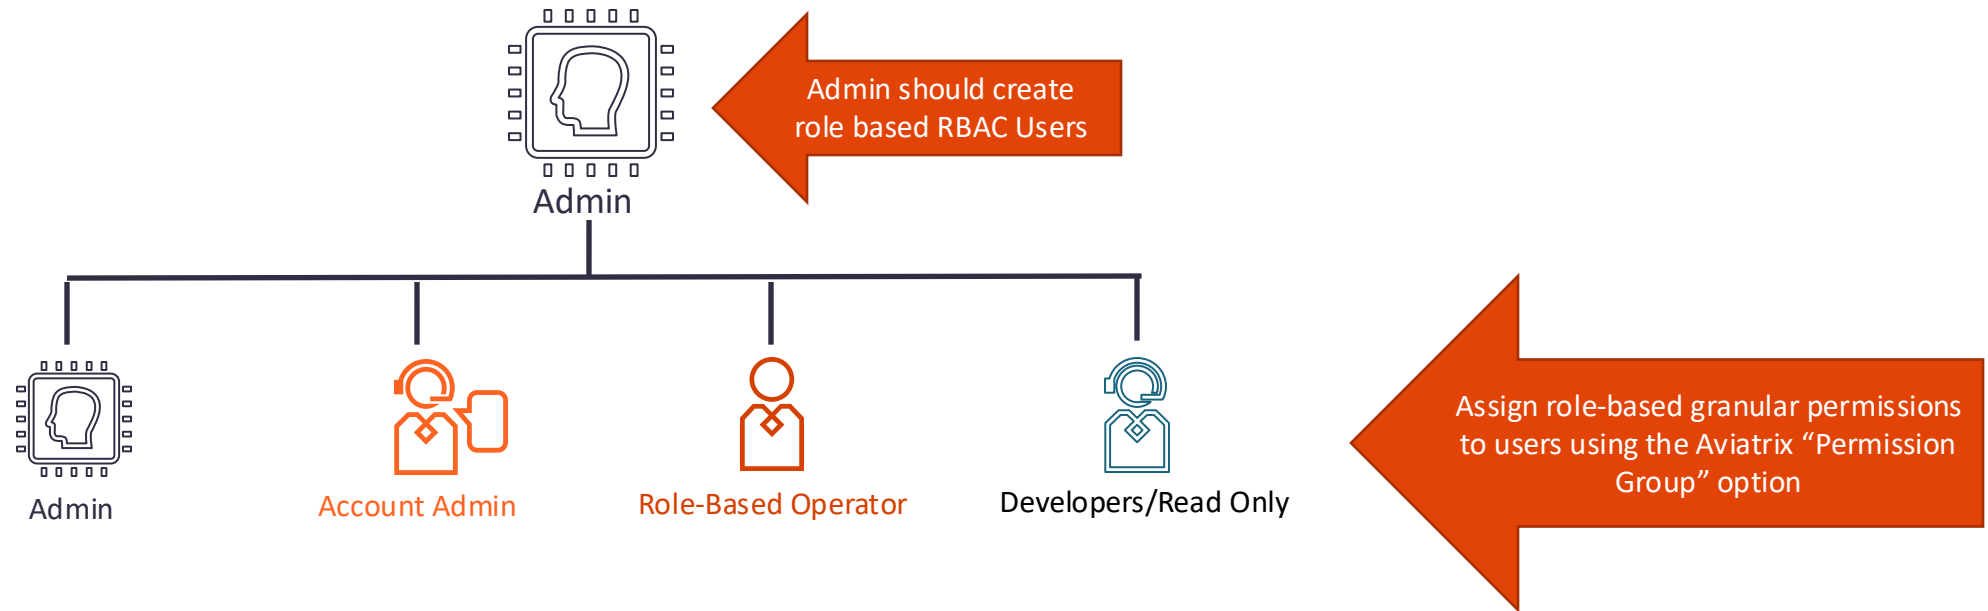 Admin should create
role based RBAC Users
Admin
Assign role-based granular permissions
to users using the Aviatrix “Permission
Group” option
Admin
Account Admin
Role-Based Operator
Developers/Read Only